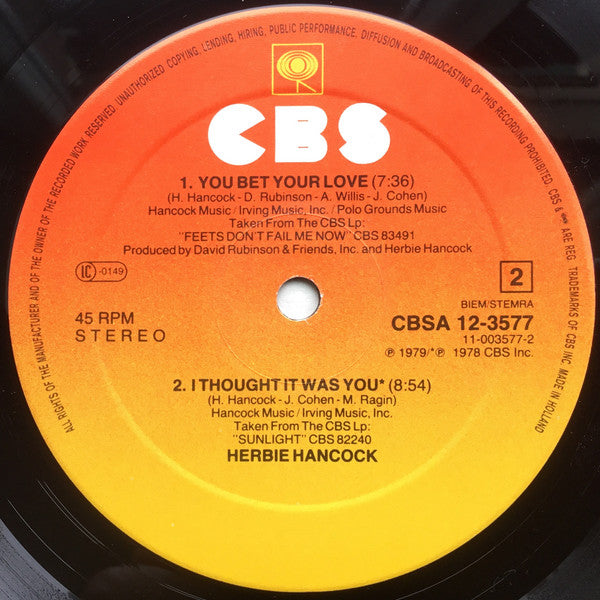 ALL RIGHTS OF THE MANUFACTURER AND OF THE OWNER OF THE RECORDED WORK RESERVED. UNAUTHORIZED COPYING, LENDING, HIRING, PUBLIC PERFORMANCE, DIFFUSION AND BROADCASTING OF THIS RECORDING PROHIBITED. CBS & ARE REG. TRADEMARKS OF CBS INC. MADE IN HOLLAND
CBS
1. YOU BET YOUR LOVE (7:36)
(H. Hancock - D. Rubinson - A. Willis - J. Cohen)
Hancock Music / Irving Music, Inc. / Polo Grounds Music
Taken From The CBS Lp:
"FEETS DON'T FAIL ME NOW" CBS 83491
Produced by David Rubinson & Friends, Inc. and Herbie Hancock
LC -0149
2
BIEM/STEMRA
45 RPM
STEREO
CBSA 12-3577
11-003577-2
℗ 1979/*℗ 1978 CBS Inc.
2. I THOUGHT IT WAS YOU* (8:54)
(H. Hancock - J. Cohen - M. Ragin)
Hancock Music / Irving Music, Inc.
Taken From The CBS Lp:
"SUNLIGHT" CBS 82240
HERBIE HANCOCK